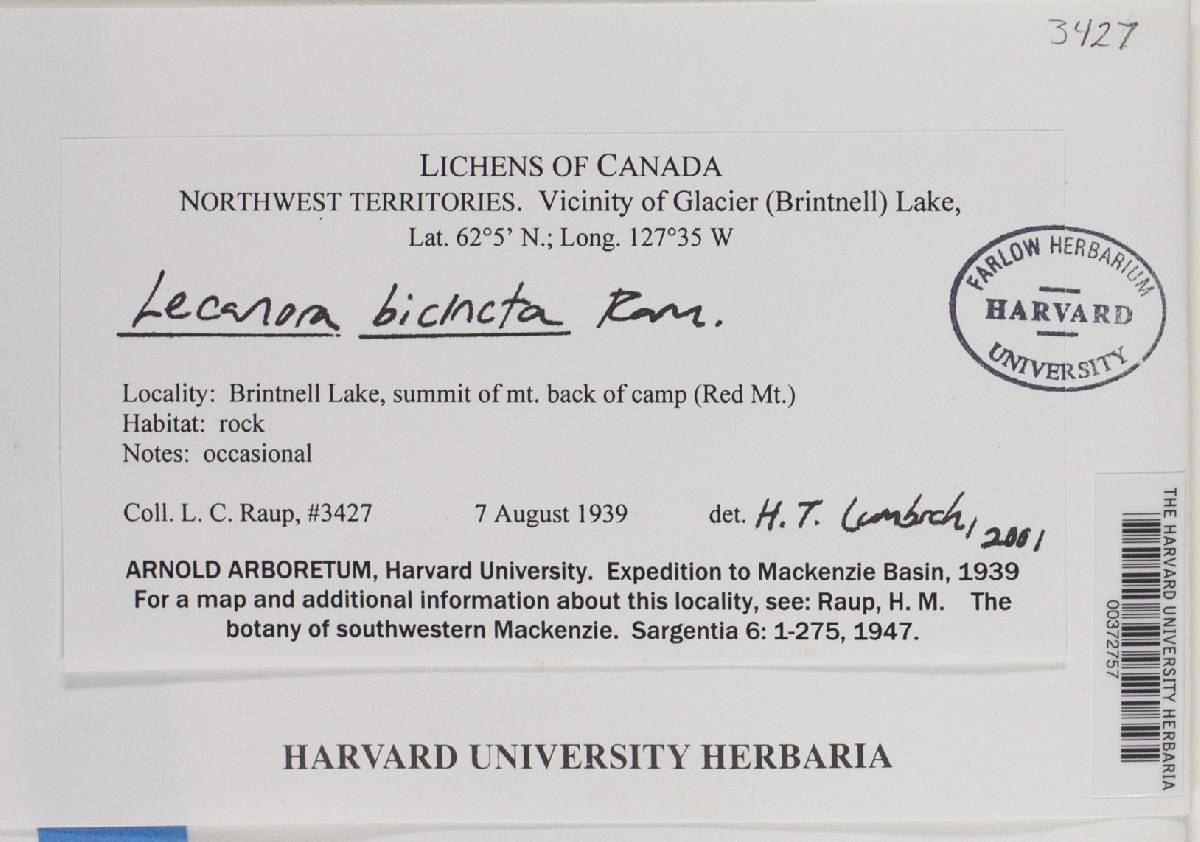 3427
LICHENS OF CANADA
NORTHWEST TERRITORIES. Vicinity of Glacier (Brintnell) Lake,
Lat. 62°5’ N.; Long. 127°35 W
Lecanora bicincta Ram.
FARLOW HERBARIUM
HARVARD
UNIVERSITY
Locality: Brintnell Lake, summit of mt. back of camp (Red Mt.)
Habitat: rock
Notes: occasional
Coll. L. C. Raup, #3427 7 August 1939 det. H. T. Lumbsch, 2001
ARNOLD ARBORETUM, Harvard University. Expedition to Mackenzie Basin, 1939
For a map and additional information about this locality, see: Raup, H. M. The
botany of southwestern Mackenzie. Sargentia 6: 1-275, 1947.
THE HARVARD UNIVERSITY HERBARIA
00372757
HARVARD UNIVERSITY HERBARIA